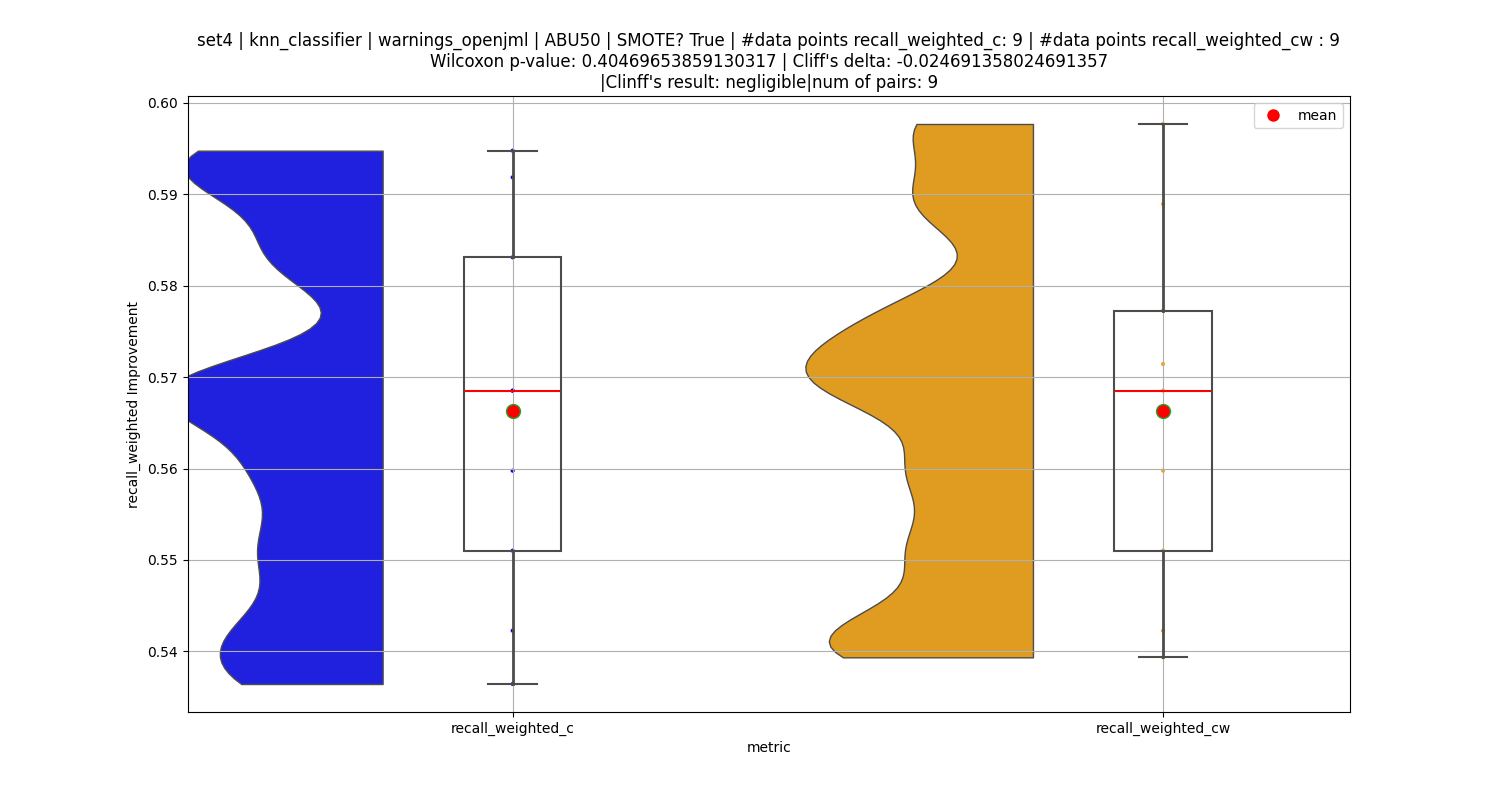 set4 | knn_classifier | warnings_openjml | ABU50 | SMOTE? True | #data points recall_weighted_c: 9 | #data points recall_weighted_cw : 9
Wilcoxon p-value: 0.40469653859130317 | Cliff's delta: -0.024691358024691357
|Clinff's result: negligible|num of pairs: 9
mean
0.60
0.59
0.58
0.57
0.56
0.55
0.54
recall_weighted Improvement
recall_weighted_c
recall_weighted_cw
metric